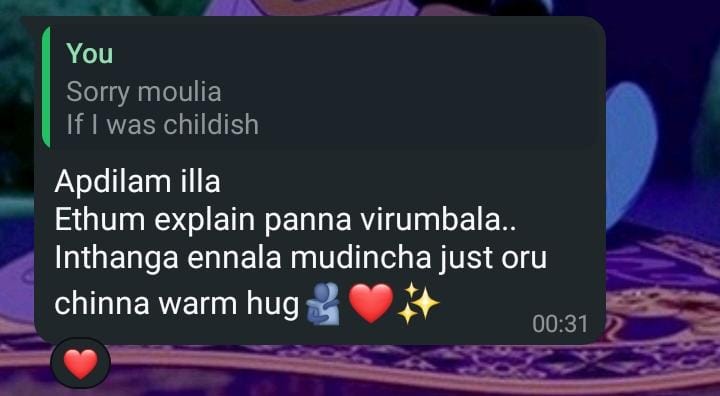 You
Sorry moulia
If I was childish
Apdilam illa
Ethum explain panna virumbala..
Inthanga ennala mudincha just oru
chinna warm hug🫂❤️✨
00:31
❤️